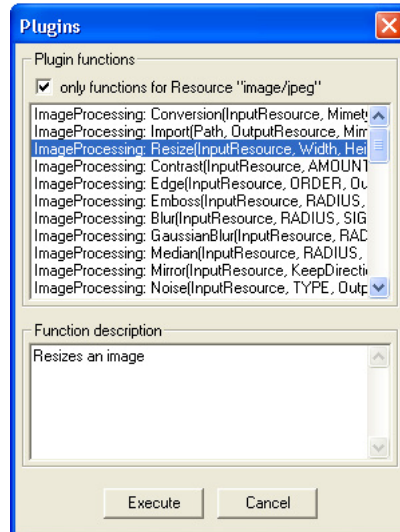 Plugins
Plugin functions
only functions for Resource "image/jpeg"
ImageProcessing: Conversion(InputResource, Mimety
ImageProcessing: Import(Path, OutputResource, Mim
ImageProcessing: Resize(InputResource, Width, Hei
ImageProcessing: Contrast(InputResource, AMOUNT
ImageProcessing: Edge(InputResource, ORDER, Ou
ImageProcessing: Emboss(InputResource, RADIUS,
ImageProcessing: Blur(InputResource, RADIUS, SIG
ImageProcessing: GaussianBlur(InputResource, RAD
ImageProcessing: Median(InputResource, RADIUS,
ImageProcessing: Mirror(InputResource, KeepDirecti
ImageProcessing: Noise(InputResource, TYPE, Outp
Function description
Resizes an image
Execute Cancel